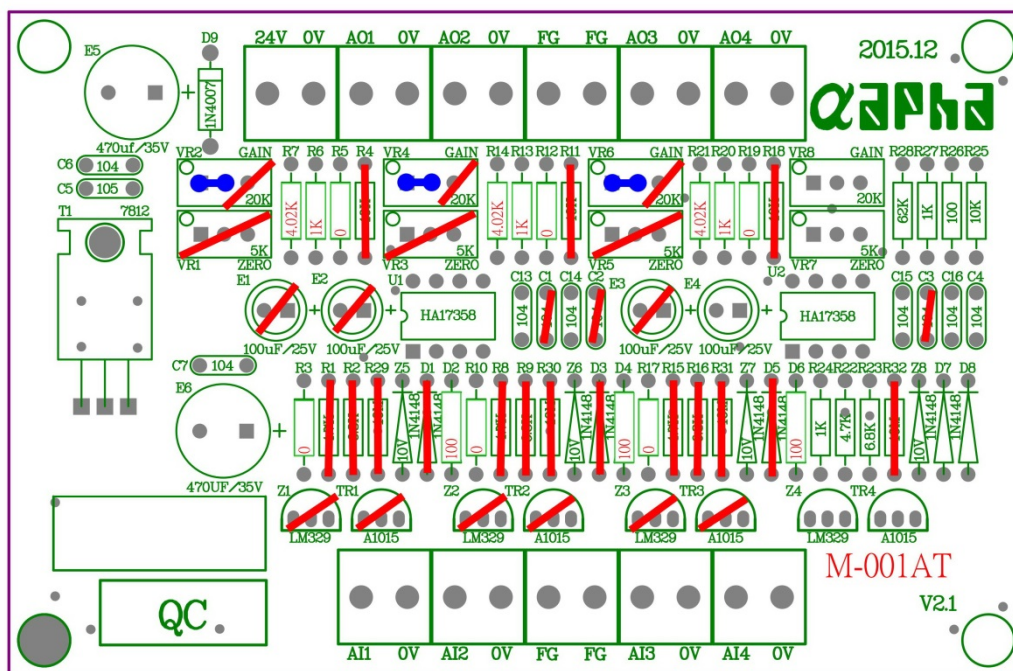 24V 0V AO1 0V AO2 0V FG FG AO3 0V AO4 0V
2015.12
αapha
E5
D9
1N4007
470uf/35V
C6 104
C5 105
T1 7812
VR2 GAIN
20K
5K
VR1 ZERO
R7 R6 R5 R4
4.02K 1K 0
VR4 GAIN
20K
5K
VR3 ZERO
R14 R13 R12 R11
4.02K 1K 0
VR6 GAIN
20K
5K
VR5 ZERO
R21 R20 R19 R18
4.02K 1K 0
VR8 GAIN
20K
5K
VR7 ZERO
R28 R27 R26 R25
62K 1K 100 10K
E1 E2
100uF/25V 100uF/25V
U1
HA17358
C13 C1 C14 C2
104 104
E3 E4
100uF/25V 100uF/25V
U2
HA17358
C15 C3 C16 C4
104 104 104
C7 104
E6
470UF/35V
R3 R1 R2 R29 Z5 D1 D2 R10 R8 R9 R30 Z6 D3 D4 R17 R15 R16 R31 Z7 D5 D6 R24 R22 R23 R32 Z8 D7 D8
0 10V 1N4148 100 0 10V 1N4148 100 0 10V 1N4148 100 1K 4.7K 6.8K 10V 1N4148 1N4148
Z1 TR1 Z2 TR2 Z3 TR3 Z4 TR4
LM329 A1015 LM329 A1015 LM329 A1015 LM329 A1015
M-001AT
QC
V2.1
AI1 0V AI2 0V FG FG AI3 0V AI4 0V